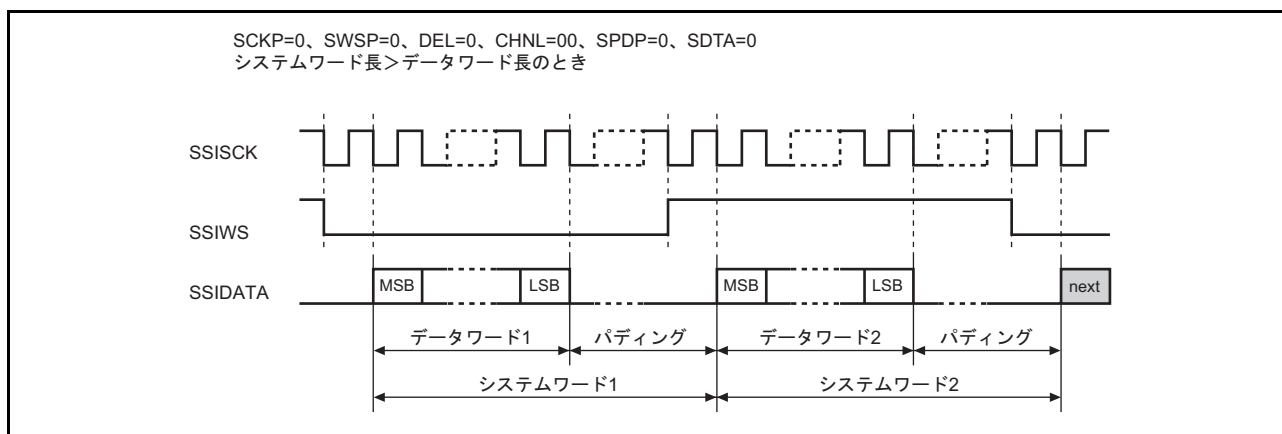 SCKP=0、SWSP=0、DEL=0、CHNL=00、SPDP=0、SDTA=0
システムワード長＞データワード長のとき
SSISCK
SSIWS
SSIDATA
MSB
LSB
MSB
LSB
next
データワード1
パディング
データワード2
パディング
システムワード1
システムワード2